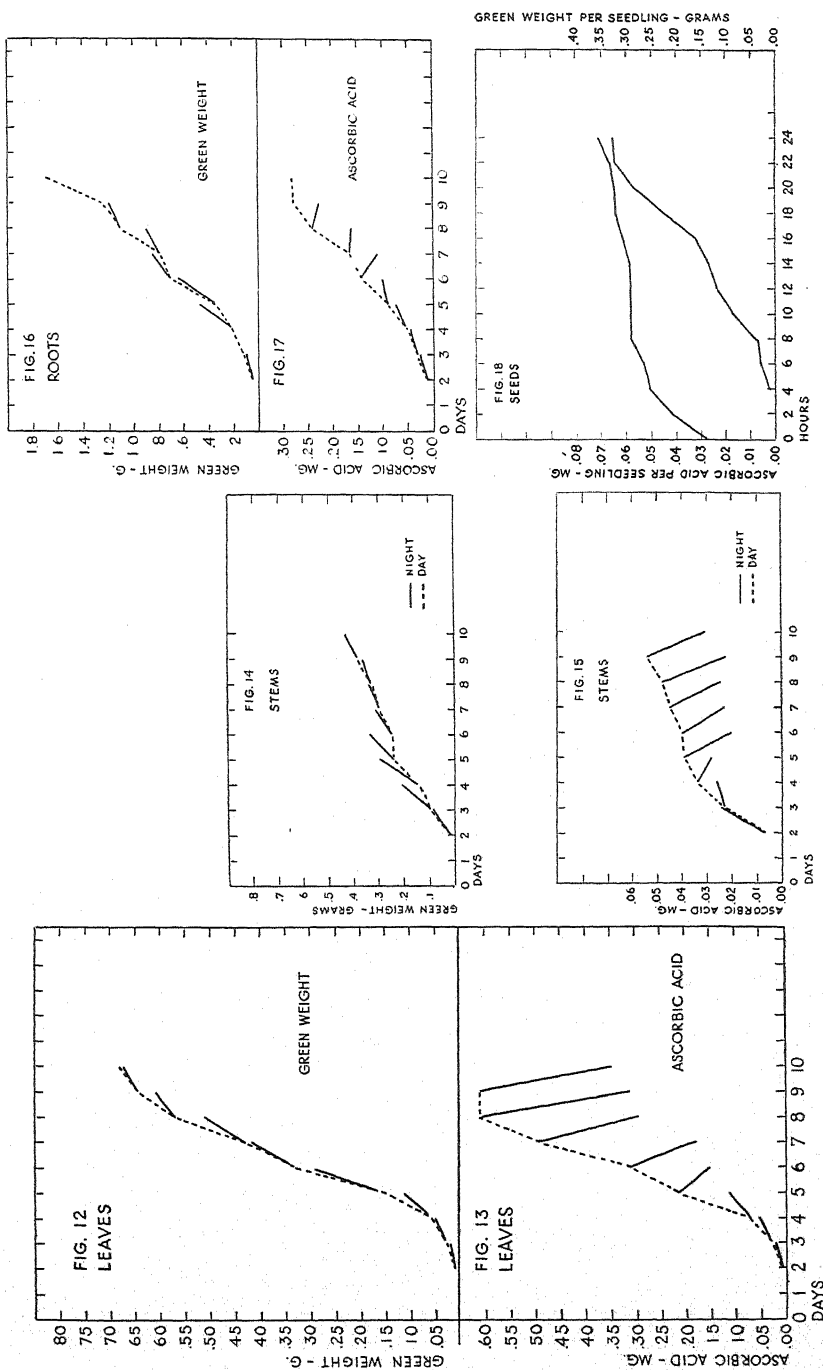 FIG. 12
LEAVES
GREEN WEIGHT
GREEN WEIGHT - G.
.80
.75
.70
.65
.60
.55
.50
.45
.40
.35
.30
.25
.20
.15
.10
.05
FIG. 13
LEAVES
ASCORBIC ACID
ASCORBIC ACID - MG.
.60
.50
.40
.30
.20
.15
.10
.05
.00
0 1 2 3 4 5 6 7 8 9 10
DAYS
FIG. 14
STEMS
NIGHT
DAY
GREEN WEIGHT - GRAMS
.9
.8
.7
.6
.5
.4
.3
.2
.1
0 1 2 3 4 5 6 7 8 9 10
DAYS
FIG. 15
STEMS
NIGHT
DAY
ASCORBIC ACID - MG.
.06
.05
.04
.03
.02
.01
.00
0 1 2 3 4 5 6 7 8 9 10
DAYS
FIG. 16
ROOTS
GREEN WEIGHT
GREEN WEIGHT - G.
1.8
1.6
1.4
1.2
1.0
.8
.6
.4
.2
FIG. 17
ASCORBIC ACID
ASCORBIC ACID - MG.
.30
.25
.20
.15
.10
.05
.00
0 1 2 3 4 5 6 7 8 9 10
DAYS
FIG. 18
SEEDS
ASCORBIC ACID PER SEEDLING - MG.
.08
.07
.06
.05
.04
.03
.02
.01
.00
0 2 4 6 8 10 12 14 16 18 20 22 24
HOURS
GREEN WEIGHT PER SEEDLING - GRAMS
.40
.35
.30
.25
.20
.15
.10
.05
.00